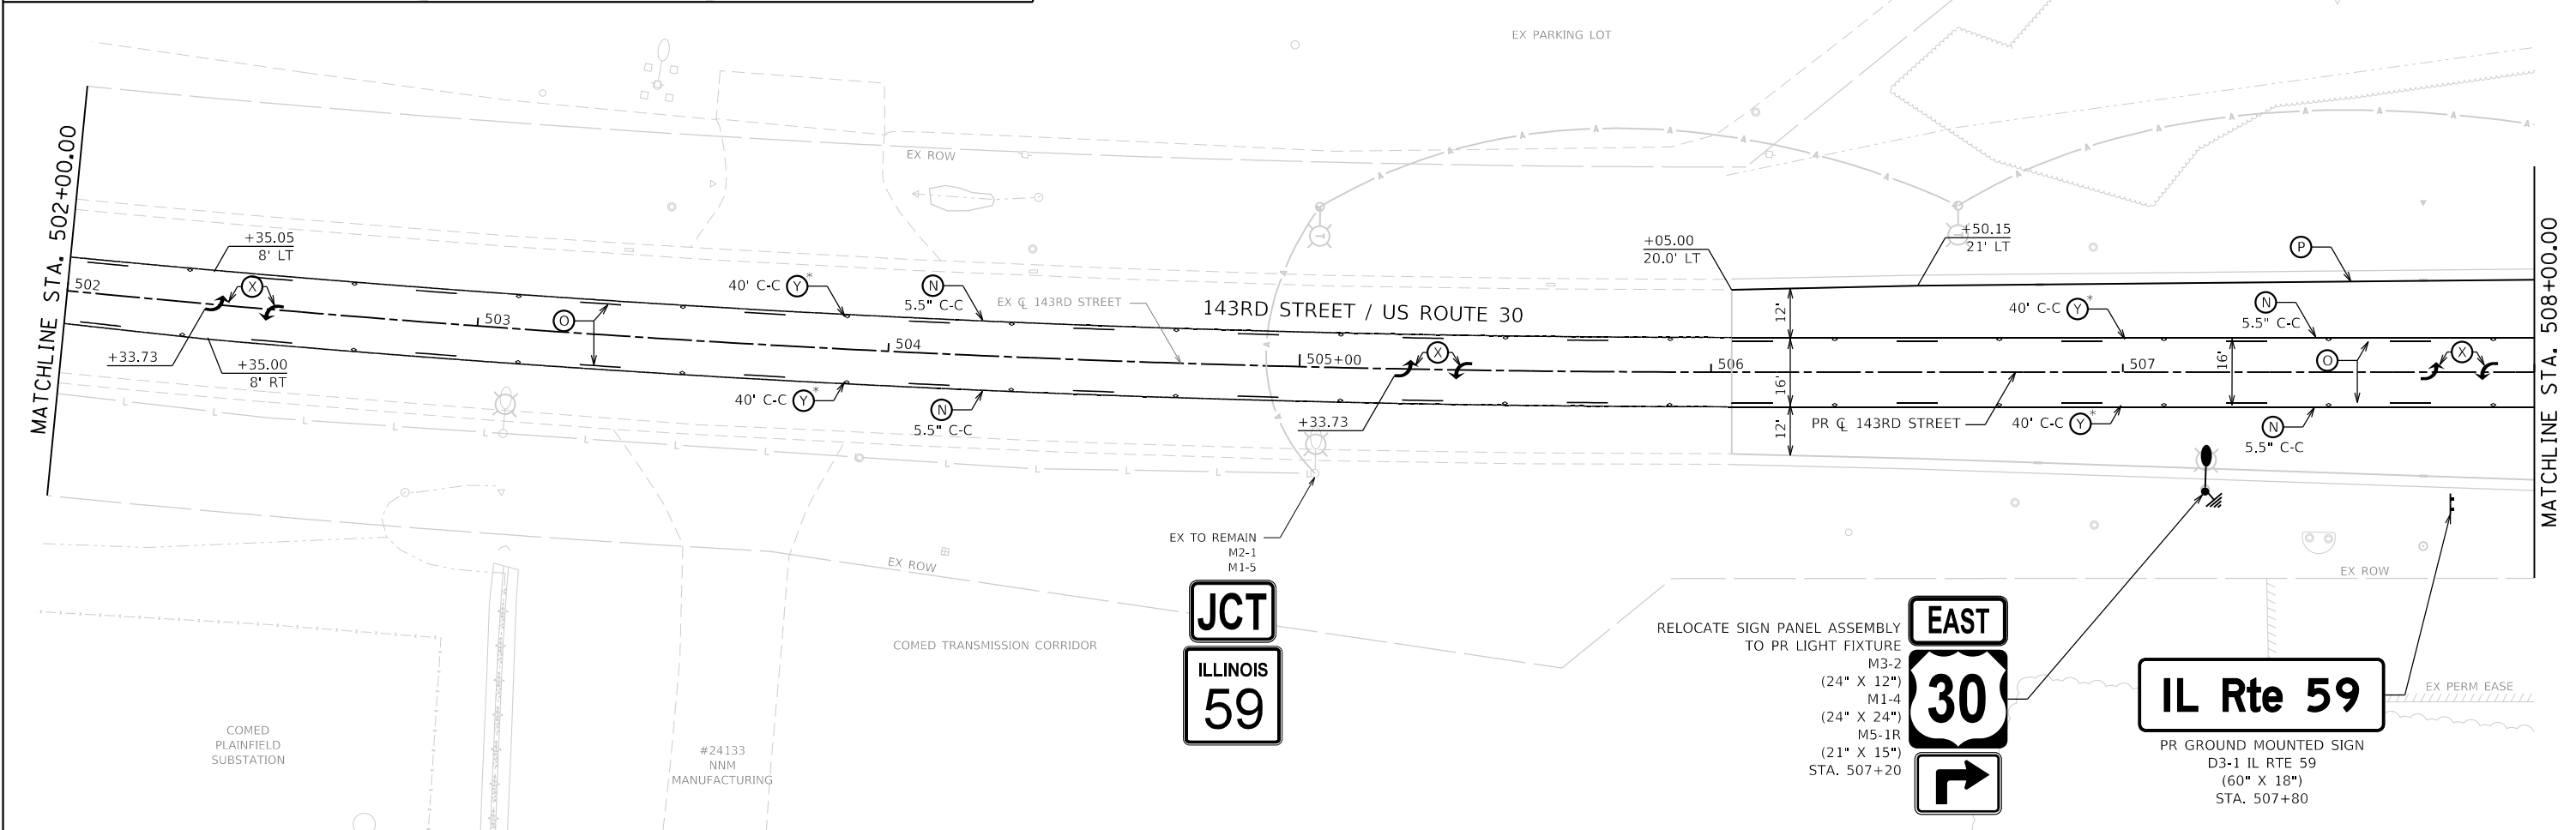 EX PARKING LOT
EX ROW
MATCHLINE STA. 502+00.00
+35.05
8' LT
502
X
+33.73
+35.00
8' RT
O
503
40' C-C Y*
N
5.5" C-C
504
EX ℄ 143RD STREET
143RD STREET / US ROUTE 30
40' C-C Y*
N
5.5" C-C
505+00
X
+33.73
+05.00
20.0' LT
+50.15
21' LT
P
12'
16'
12'
506
40' C-C Y*
N
5.5" C-C
507
16'
O
X
PR ℄ 143RD STREET
40' C-C Y*
N
5.5" C-C
MATCHLINE STA. 508+00.00
A A A A A A A A A A A A A A
L L L L L L L L L L
T
EX TO REMAIN
M2-1
M1-5
JCT
ILLINOIS
59
EX ROW
EX ROW
COMED TRANSMISSION CORRIDOR
COMED
PLAINFIELD
SUBSTATION
#24133
NNM
MANUFACTURING
RELOCATE SIGN PANEL ASSEMBLY
TO PR LIGHT FIXTURE
M3-2
(24" X 12")
M1-4
(24" X 24")
M5-1R
(21" X 15")
STA. 507+20
EAST
30
IL Rte 59
PR GROUND MOUNTED SIGN
D3-1 IL RTE 59
(60" X 18")
STA. 507+80
EX PERM EASE